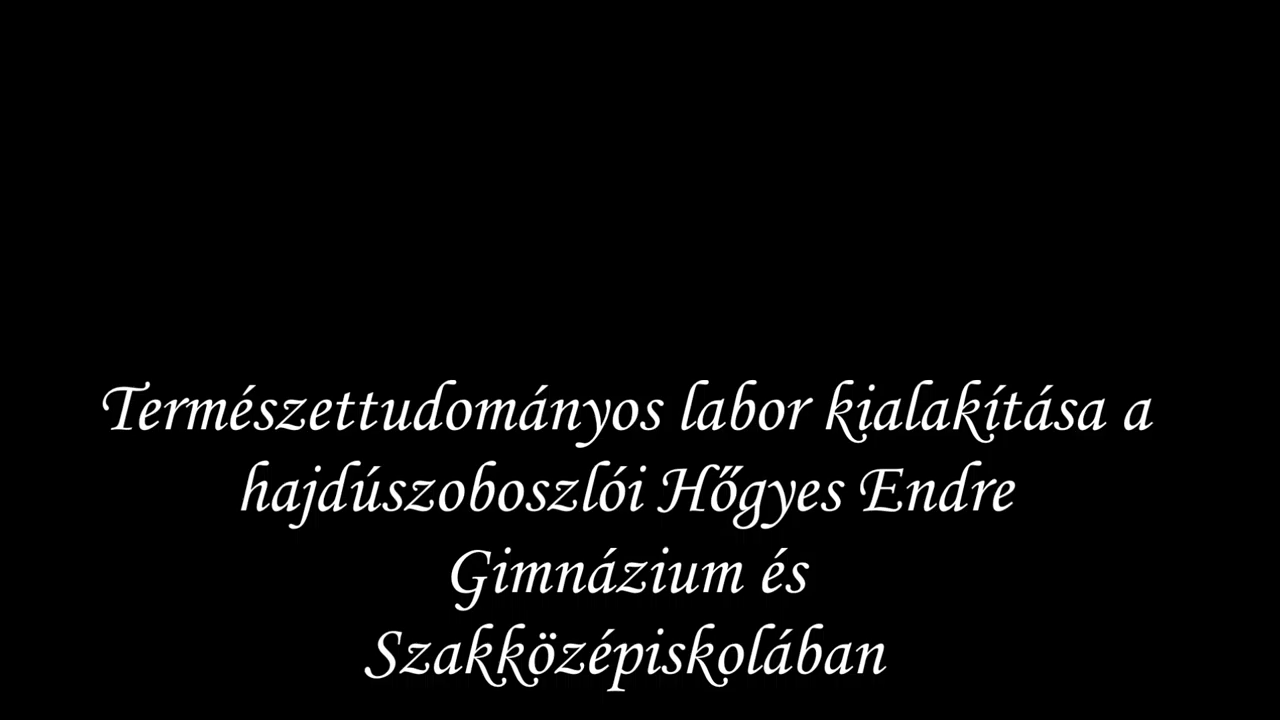 Természettudományos labor kialakítása a
hajdúszoboszlói Hőgyes Endre
Gimnázium és
Szakközépiskolában